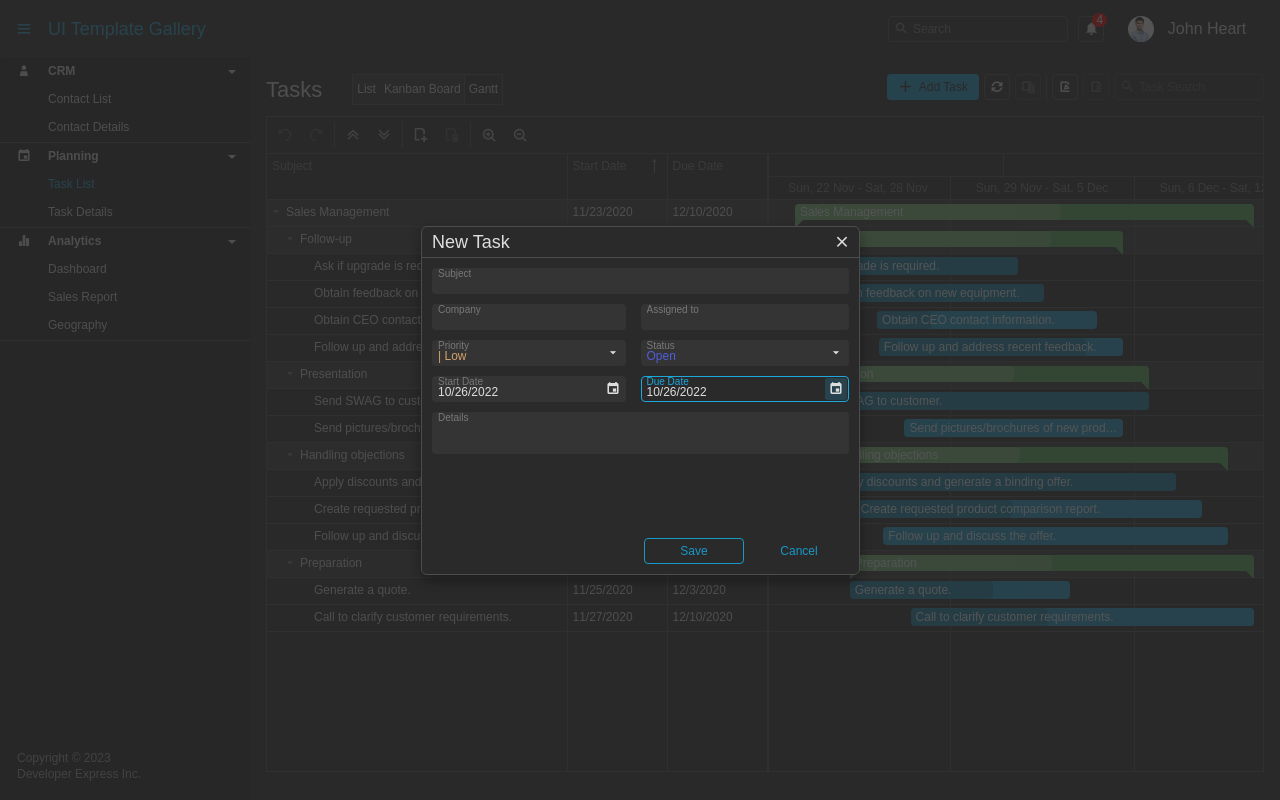 UI Template Gallery
Search
4
John Heart
CRM
Contact List
Contact Details
Planning
Task List
Task Details
Analytics
Dashboard
Sales Report
Geography
Copyright © 2023
Developer Express Inc.
Tasks
List Kanban Board Gantt
Add Task
Task Search
Subject Start Date Due Date
Sun, 22 Nov - Sat, 28 Nov Sun, 29 Nov - Sat, 5 Dec Sun, 6 Dec - Sat, 1
Sales Management 11/23/2020 12/10/2020 Sales Management
Follow-up
Ask if upgrade is req de is required.
Obtain feedback on feedback on new equipment.
Obtain CEO contact Obtain CEO contact information.
Follow up and addre Follow up and address recent feedback.
Presentation
Send SWAG to cust AG to customer.
Send pictures/broch Send pictures/brochures of new prod…
Handling objections ling objections
Apply discounts and y discounts and generate a binding offer.
Create requested pr Create requested product comparison report.
Follow up and discu Follow up and discuss the offer.
Preparation reparation
Generate a quote. 11/25/2020 12/3/2020 Generate a quote.
Call to clarify customer requirements. 11/27/2020 12/10/2020 Call to clarify customer requirements.
New Task
Subject
Company Assigned to
Priority Status
| Low Open
Start Date Due Date
10/26/2022 10/26/2022
Details
Save Cancel